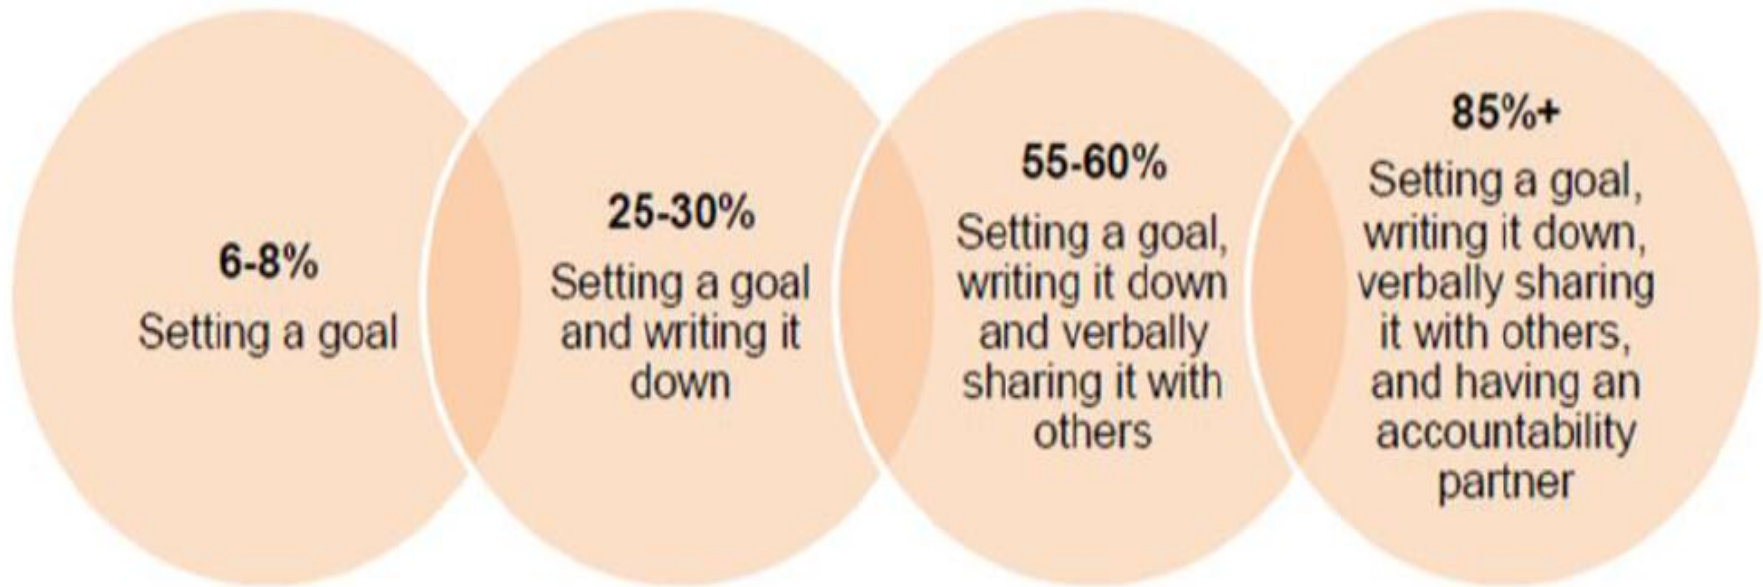 6-8%
Setting a goal
25-30%
Setting a goal
and writing it
down
55-60%
Setting a goal,
writing it down
and verbally
sharing it with
others
85%+
Setting a goal,
writing it down,
verbally sharing
it with others,
and having an
accountability
partner